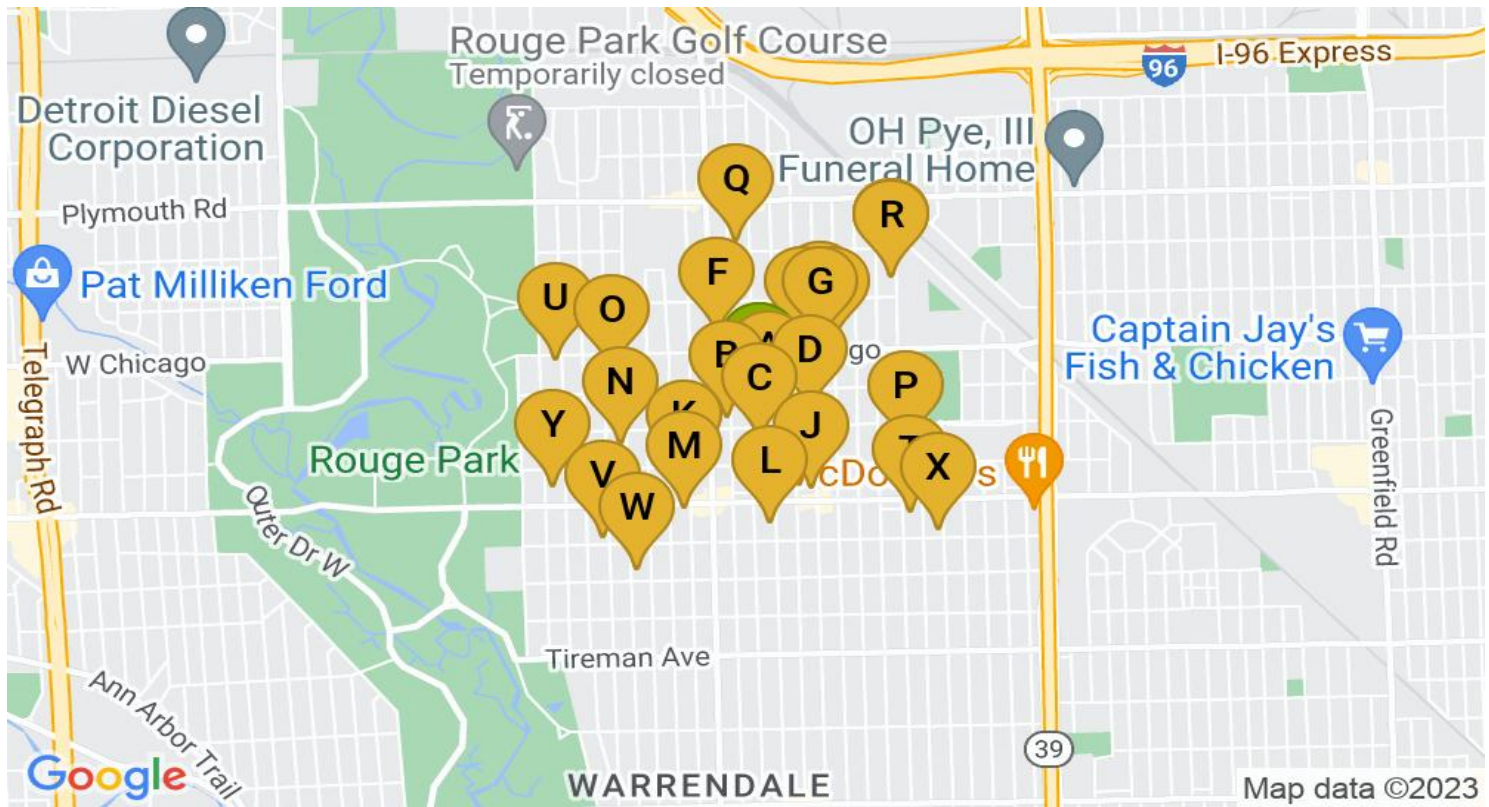 Rouge Park Golf Course
Temporarily closed
I-96 Express
96
Detroit Diesel
Corporation
OH Pye, III
Funeral Home
Q
Plymouth Rd
R
F
G
Pat Milliken Ford
U
O
Captain Jay's
Fish & Chicken
W Chicago
B
A
D
go
C
N
P
Telegraph Rd
Y
K
J
M
Rouge Park
L
V
X
Greenfield Rd
W
Outer Dr W
Tireman Ave
Ann Arbor Trail
39
Google
WARRENDALE
Map data ©2023